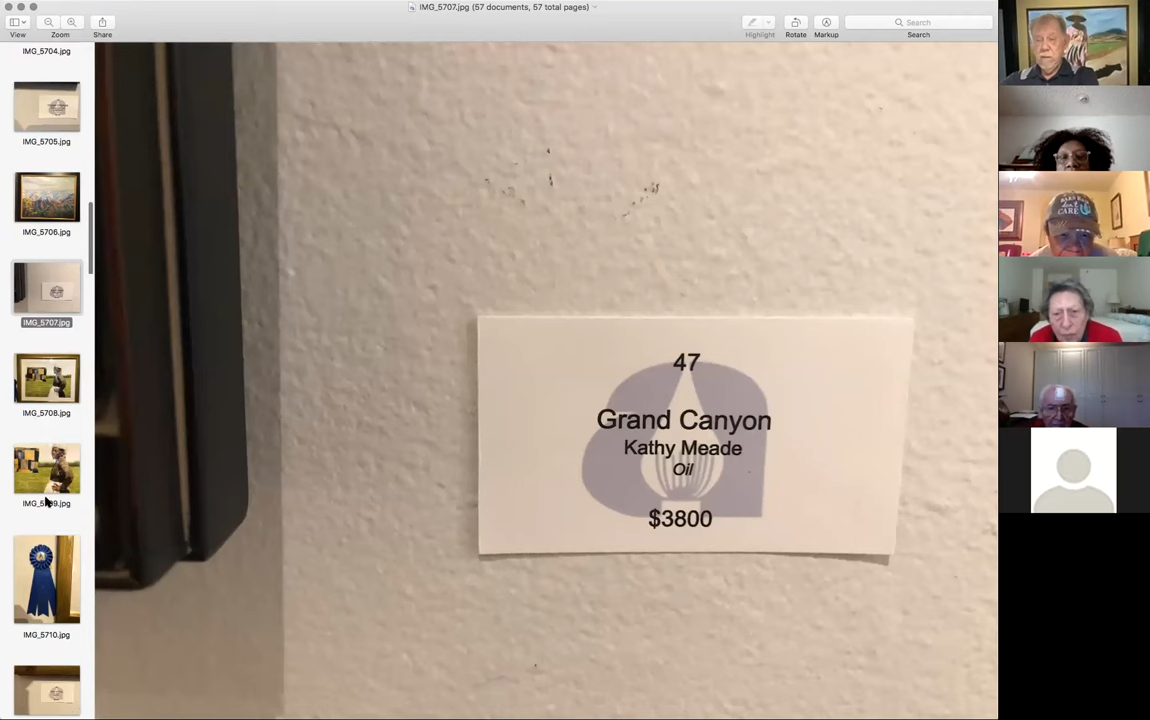 IMG_5707.jpg (57 documents, 57 total pages)
View
Zoom
Share
Highlight
Rotate
Markup
Search
Search
IMG_5704.jpg
IMG_5705.jpg
IMG_5706.jpg
IMG_5707.jpg
IMG_5708.jpg
IMG_5710.jpg
47
Grand Canyon
Kathy Meade
Oil
$3800
CARE